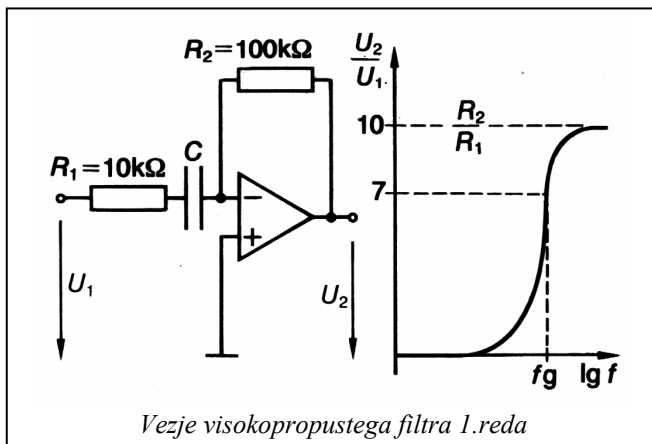 R₂=100kΩ
R₁=10kΩ
C
−
+
U₁
U₂
U₂
U₁
10
R₂
R₁
7
fg
lg f
Vezje visokopropustega filtra 1.reda